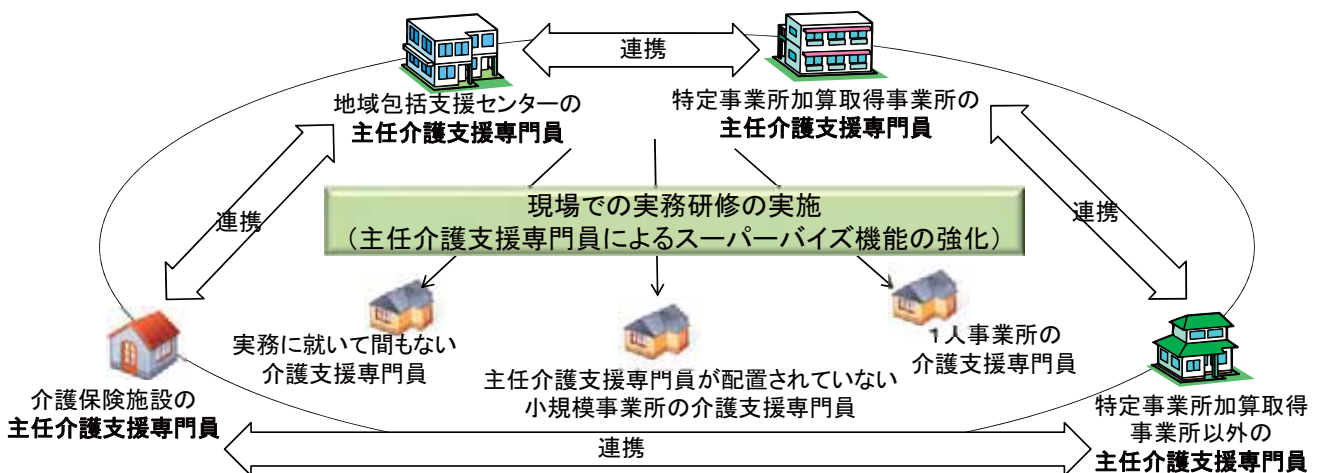 連携
地域包括支援センターの
主任介護支援専門員
特定事業所加算取得事業所の
主任介護支援専門員
連携
現場での実務研修の実施
（主任介護支援専門員によるスーパーバイズ機能の強化）
連携
実務に就いて間もない
介護支援専門員
主任介護支援専門員が配置されていない
小規模事業所の介護支援専門員
１人事業所の
介護支援専門員
介護保険施設の
主任介護支援専門員
特定事業所加算取得
事業所以外の
主任介護支援専門員
連携